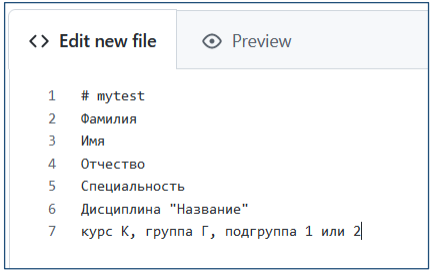 <> Edit new file
Preview
1 # mytest
2 Фамилия
3 Имя
4 Отчество
5 Специальность
6 Дисциплина "Название"
7 курс К, группа Г, подгруппа 1 или 2